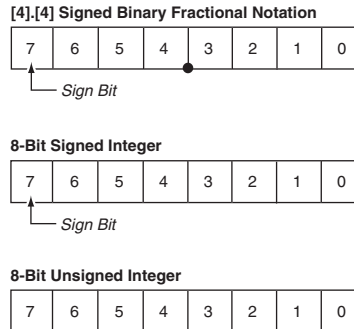 [4].[4] Signed Binary Fractional Notation
7 6 5 4 3 2 1 0
Sign Bit
8-Bit Signed Integer
7 6 5 4 3 2 1 0
Sign Bit
8-Bit Unsigned Integer
7 6 5 4 3 2 1 0